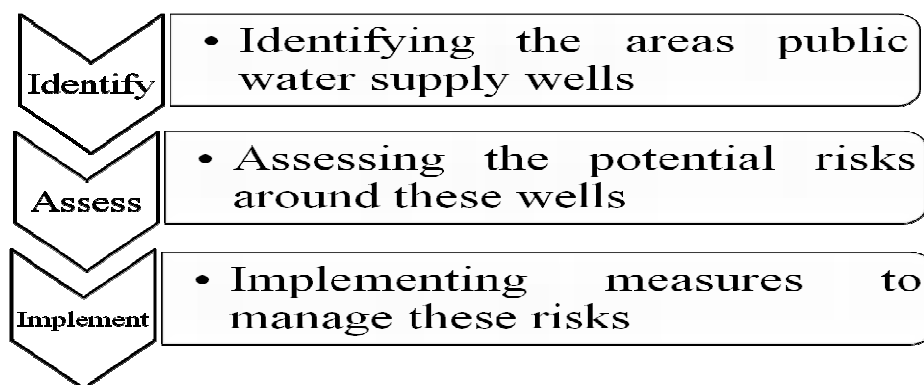 Identify
• Identifying the areas public
water supply wells
Assess
• Assessing the potential risks
around these wells
Implement
• Implementing measures to
manage these risks